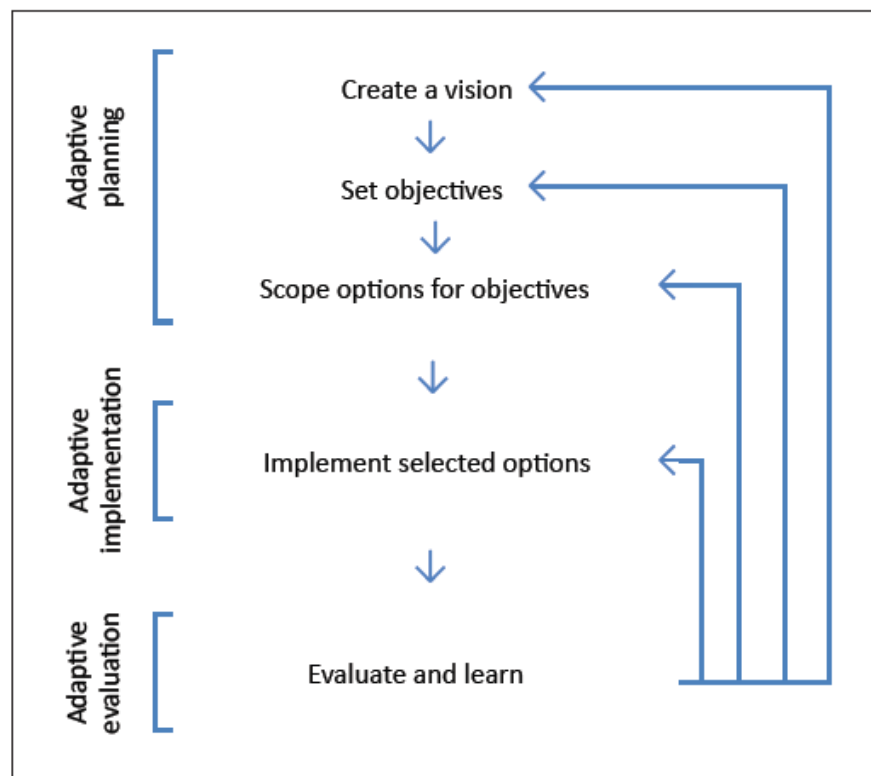 Adaptive
planning
Create a vision
Set objectives
Scope options for objectives
Adaptive
implementation
Implement selected options
Adaptive
evaluation
Evaluate and learn